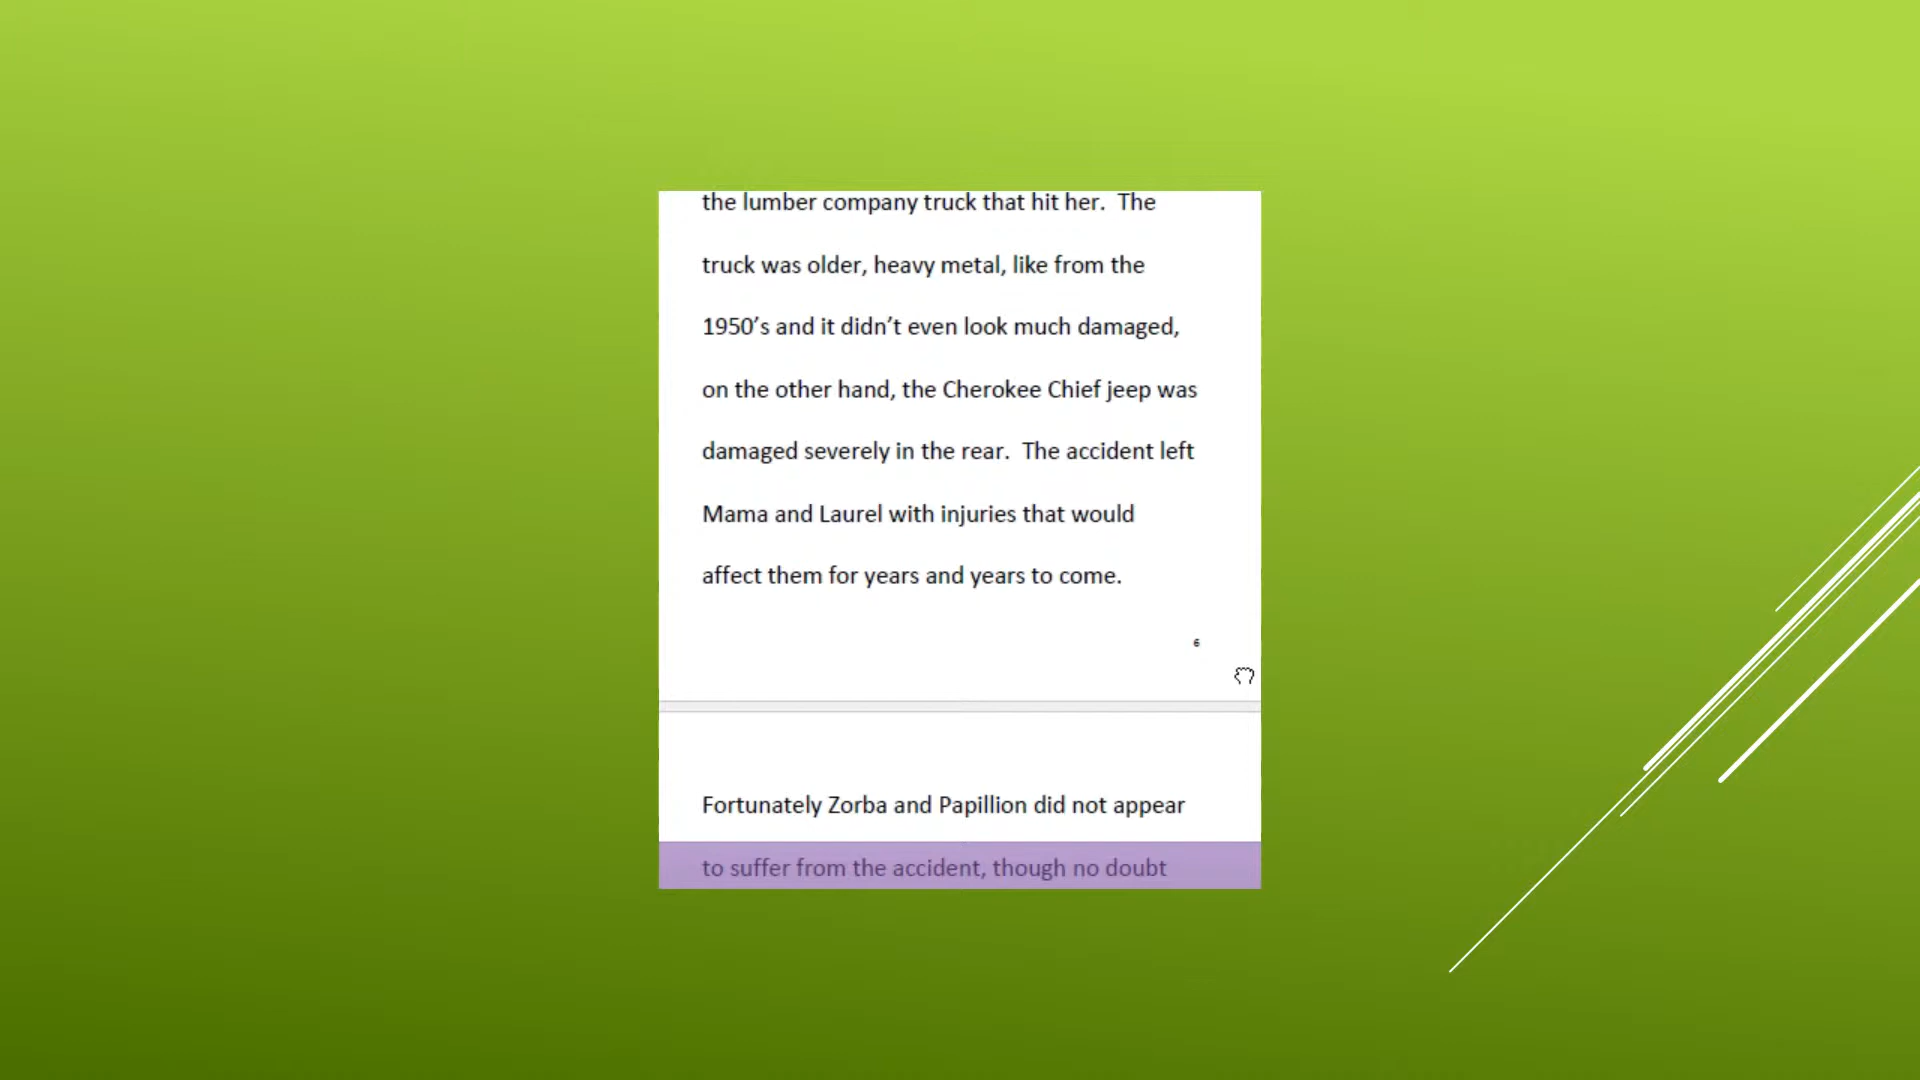 the lumber company truck that hit her.  The
truck was older, heavy metal, like from the
1950’s and it didn’t even look much damaged,
on the other hand, the Cherokee Chief jeep was
damaged severely in the rear.  The accident left
Mama and Laurel with injuries that would
affect them for years and years to come.
6
Fortunately Zorba and Papillion did not appear
to suffer from the accident, though no doubt